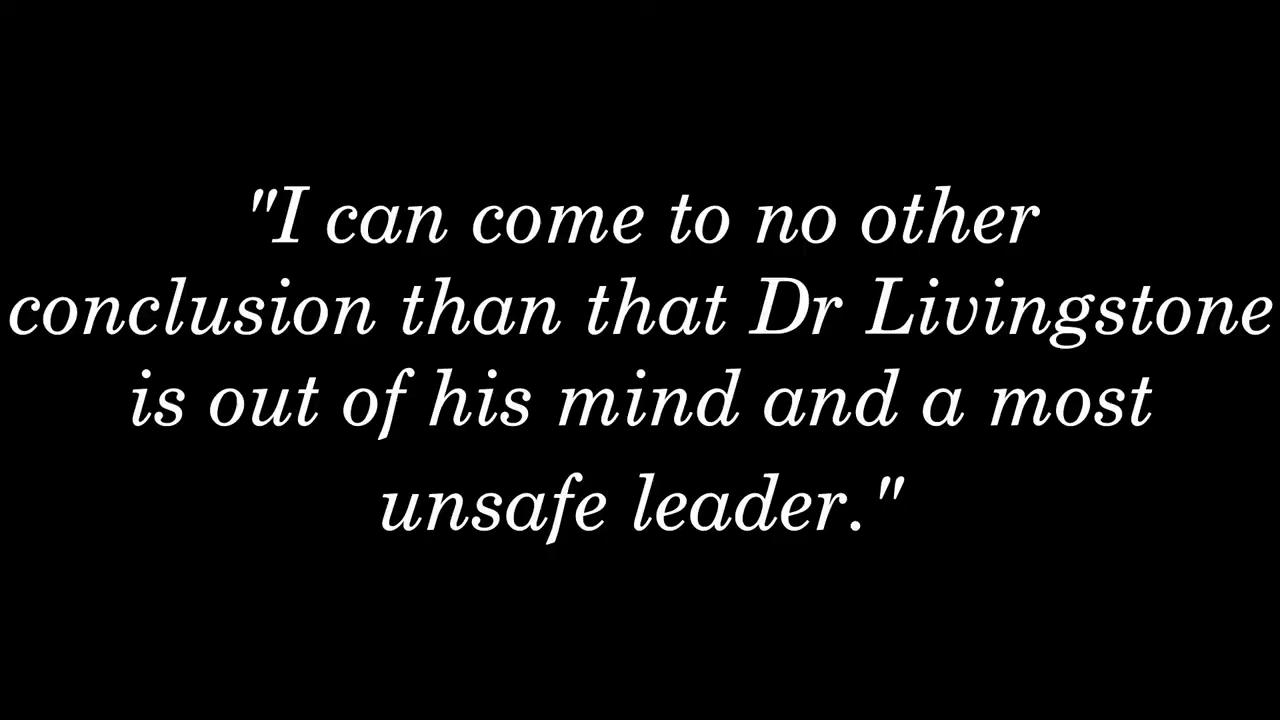 "I can come to no other
conclusion than that Dr Livingstone
is out of his mind and a most
unsafe leader."